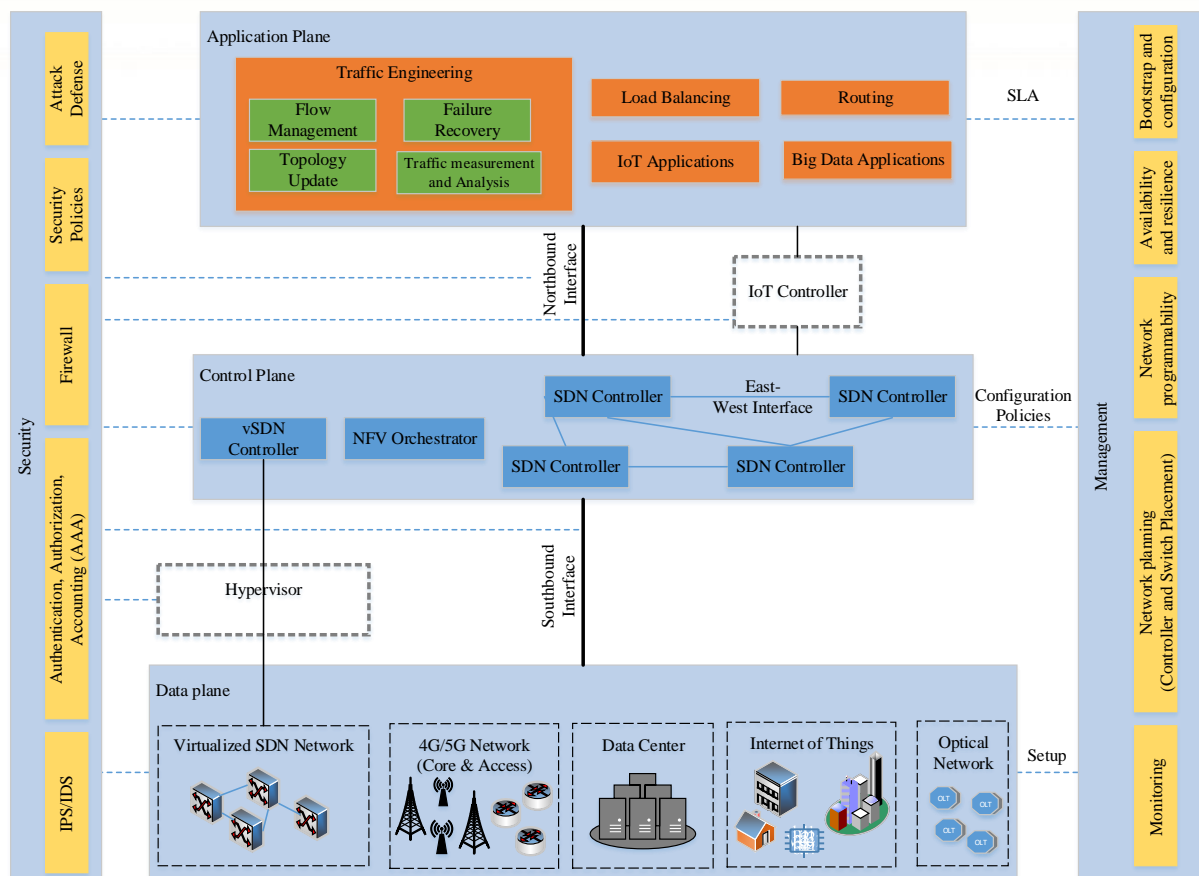 Application Plane
Traffic Engineering
Flow
Management
Failure
Recovery
Topology
Update
Traffic measurement
and Analysis
Load Balancing
Routing
IoT Applications
Big Data Applications
SLA
Northbound
Interface
IoT Controller
Control Plane
vSDN
Controller
NFV Orchestrator
SDN Controller
East-
West Interface
SDN Controller
SDN Controller
SDN Controller
Configuration
Policies
Hypervisor
Southbound
Interface
Data plane
Virtualized SDN Network
4G/5G Network
(Core & Access)
Data Center
Internet of Things
Optical
Network
OLT
OLT
OLT
OLT
Setup
Security
Attack
Defense
Security
Policies
Firewall
Authentication, Authorization,
Accounting (AAA)
IPS/IDS
Management
Bootstrap and
configuration
Availability
and resilience
Network
programmability
Network planning
(Controller and Switch Placement)
Monitoring